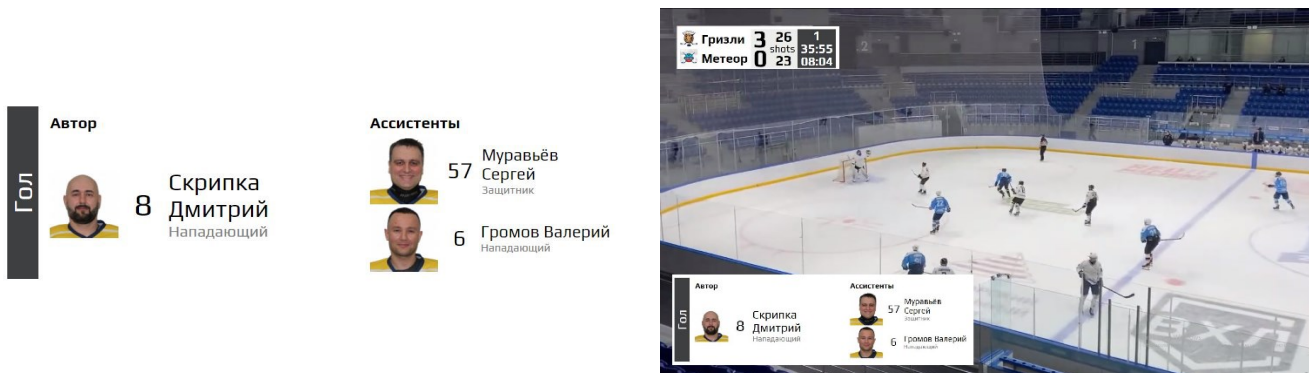 Гол
Автор
8
Скрипка
Дмитрий
Нападающий
Ассистенты
57
Муравьёв
Сергей
Защитник
6
Громов Валерий
Нападающий
Гризли 3 26 1
shots 35:55
Метеор 0 23 08:04
ВХЛ
Гол
Автор
8
Скрипка
Дмитрий
Нападающий
Ассистенты
57
Муравьёв
Сергей
Защитник
6
Громов Валерий
Нападающий